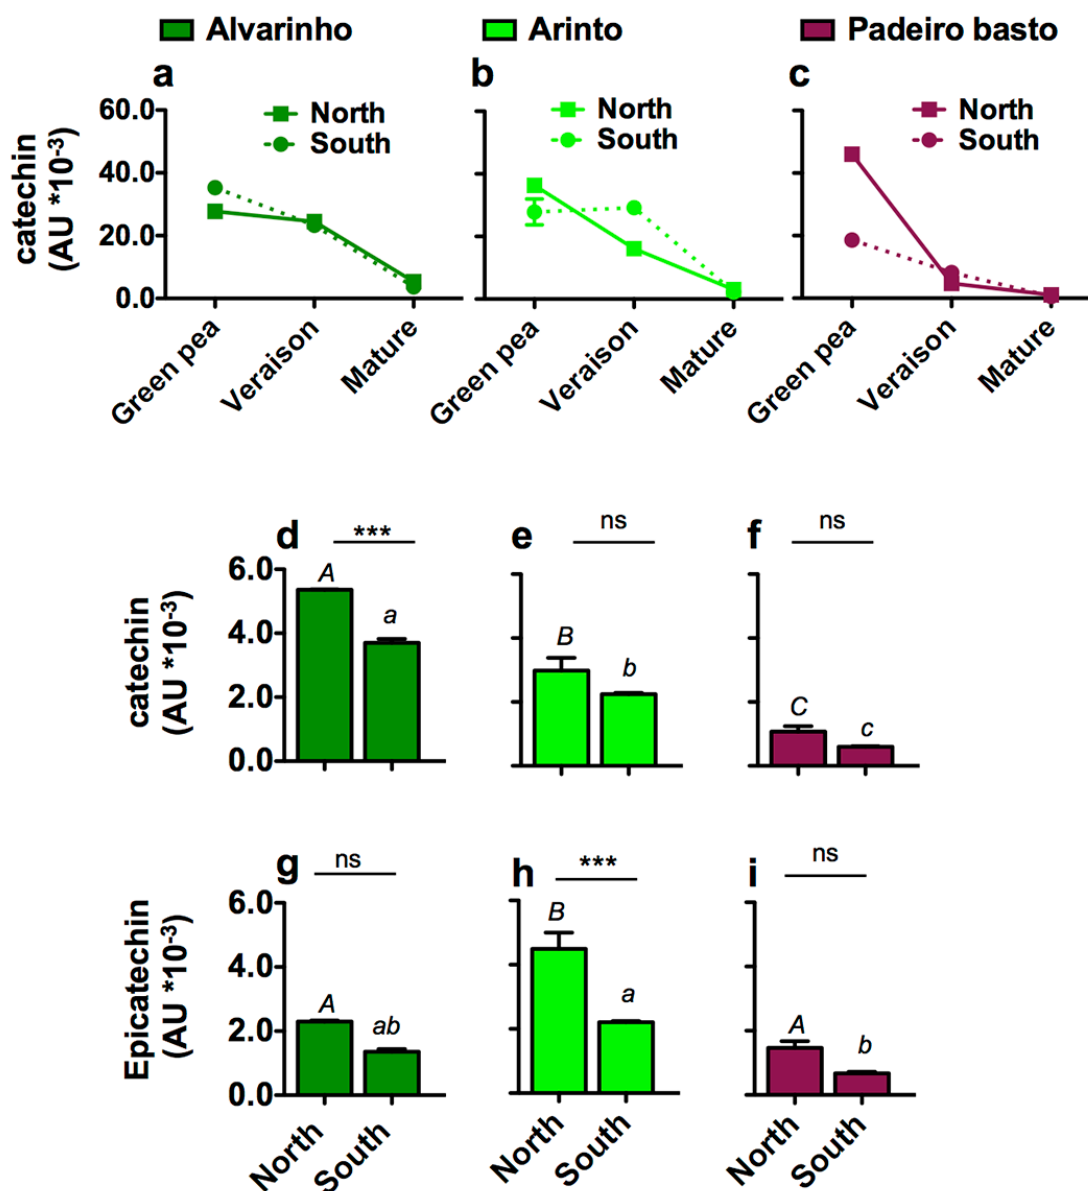 Alvarinho Arinto Padeiro basto
a b c
North North North
South South South
catechin
(AU *10-3)
60.0
40.0
20.0
0.0
Green pea Veraison Mature Green pea Veraison Mature Green pea Veraison Mature
d *** e ns f ns
catechin
(AU *10-3)
6.0
4.0
2.0
0.0
A a B b C c
g ns h *** i ns
Epicatechin
(AU *10-3)
6.0
4.0
2.0
0.0
A ab B a A b
North South North South North South